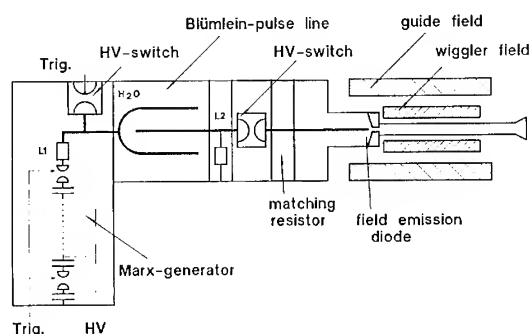 Blümlein-pulse line
guide field
HV-switch
HV-switch
wiggler field
Trig.
H₂O
L2
L1
matching
resistor
field emission
diode
Marx-generator
Trig.
HV